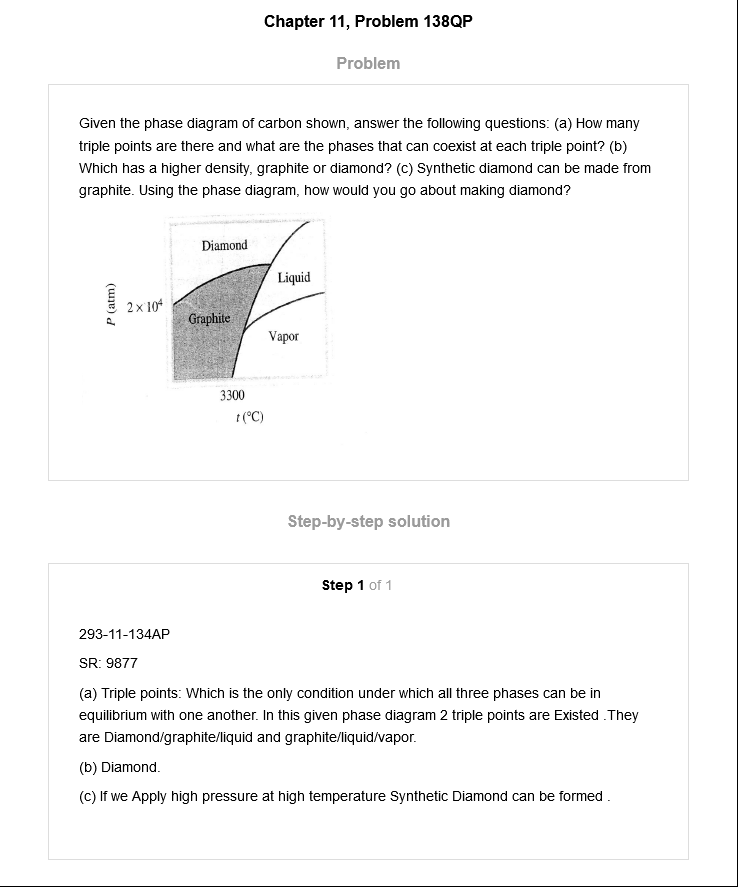 Chapter 11, Problem 138QP
Problem
Given the phase diagram of carbon shown, answer the following questions: (a) How many
triple points are there and what are the phases that can coexist at each triple point? (b)
Which has a higher density, graphite or diamond? (c) Synthetic diamond can be made from
graphite. Using the phase diagram, how would you go about making diamond?
Diamond
Liquid
P (atm)
2 × 10⁴
Graphite
Vapor
3300
t (°C)
Step-by-step solution
Step 1 of 1
293-11-134AP
SR: 9877
(a) Triple points: Which is the only condition under which all three phases can be in
equilibrium with one another. In this given phase diagram 2 triple points are Existed .They
are Diamond/graphite/liquid and graphite/liquid/vapor.
(b) Diamond.
(c) If we Apply high pressure at high temperature Synthetic Diamond can be formed .